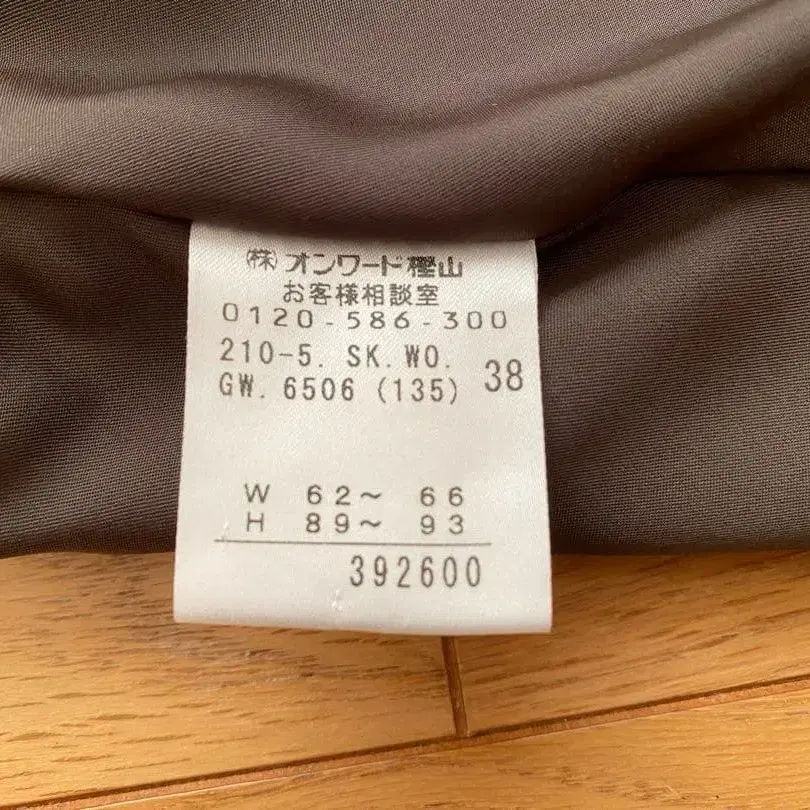 ㈱オンワード樫山
お客様相談室
0120-586-300
210-5. SK.WO. 38
GW. 6506 (135)
W 62～ 66
H 89～ 93
392600